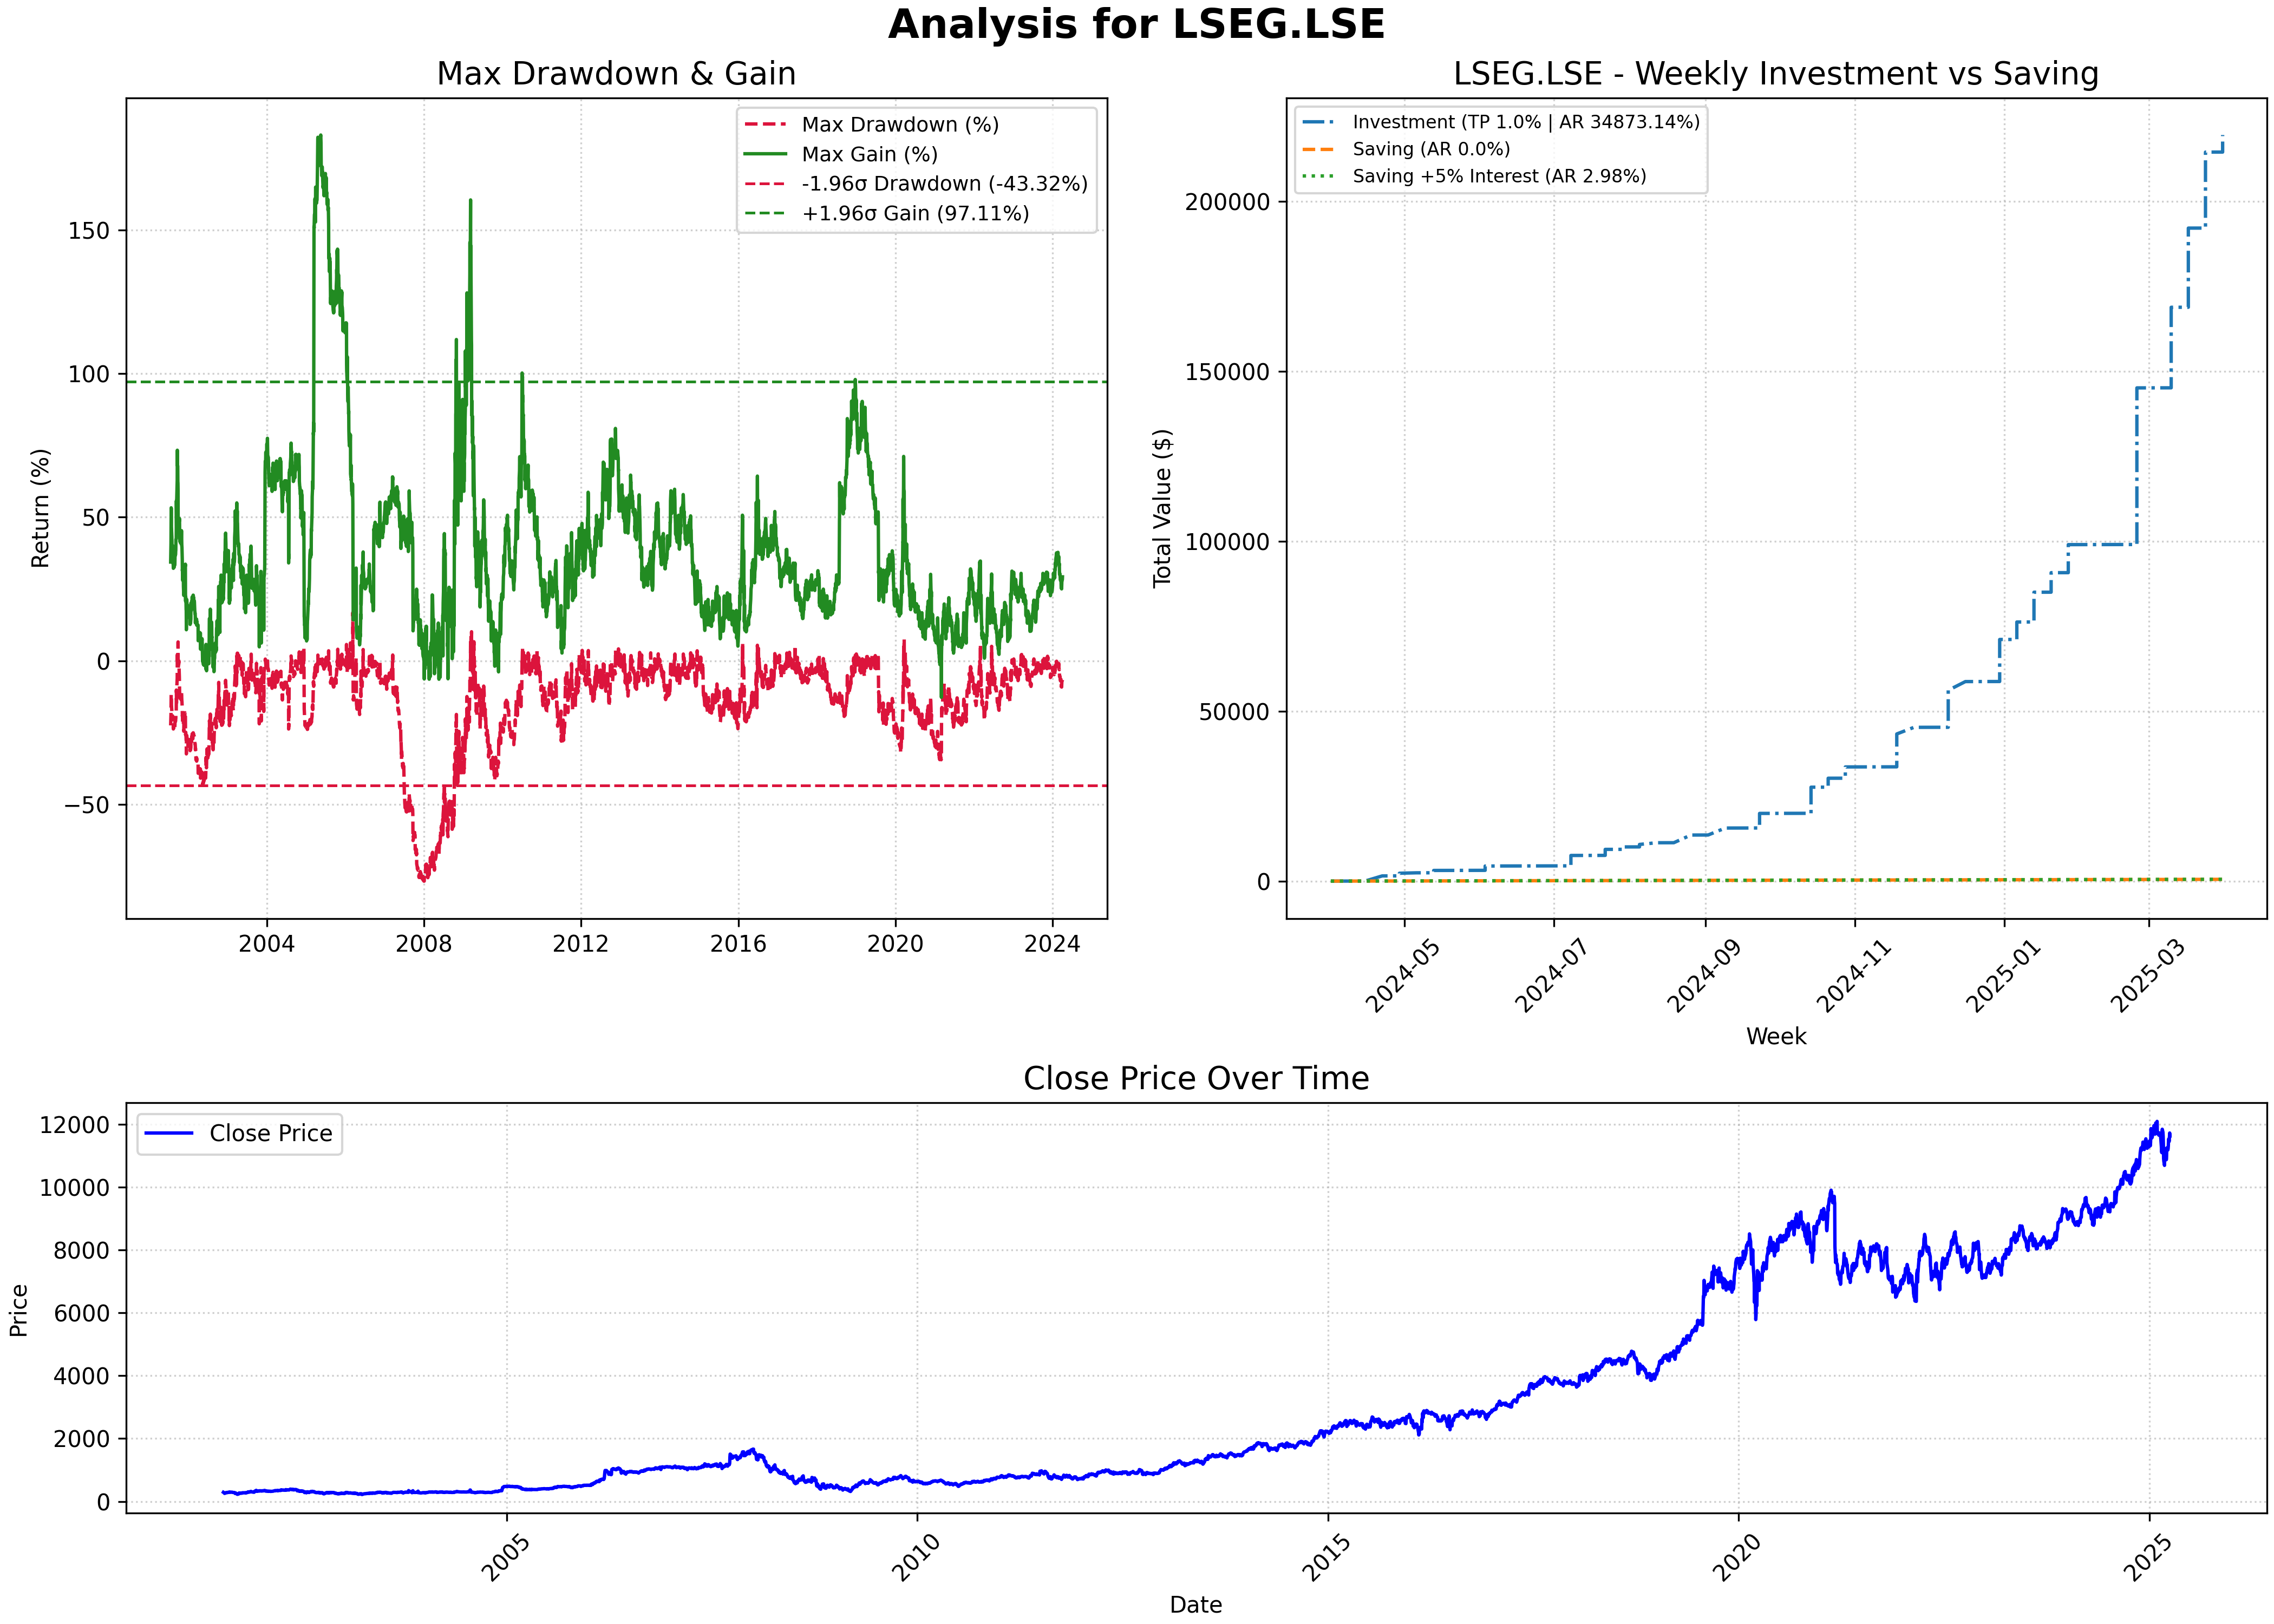 Analysis for LSEG.LSE
Max Drawdown & Gain
Max Drawdown (%)
Max Gain (%)
-1.96σ Drawdown (-43.32%)
+1.96σ Gain (97.11%)
Return (%)
150
100
50
0
−50
2004
2008
2012
2016
2020
2024
LSEG.LSE - Weekly Investment vs Saving
Investment (TP 1.0% | AR 34873.14%)
Saving (AR 0.0%)
Saving +5% Interest (AR 2.98%)
Total Value ($)
200000
150000
100000
50000
0
2024-05
2024-07
2024-09
2024-11
2025-01
2025-03
Week
Close Price Over Time
Close Price
Price
12000
10000
8000
6000
4000
2000
0
2005
2010
2015
2020
2025
Date